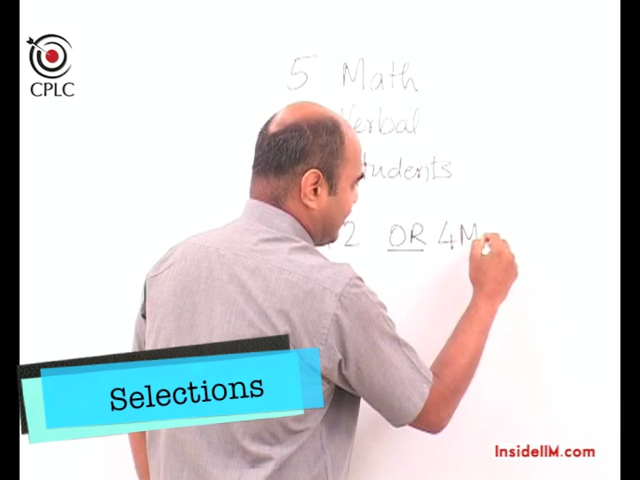 CPLC
5 Math
Verbal
Students
2 OR 4M
Selections
InsideIIM.com